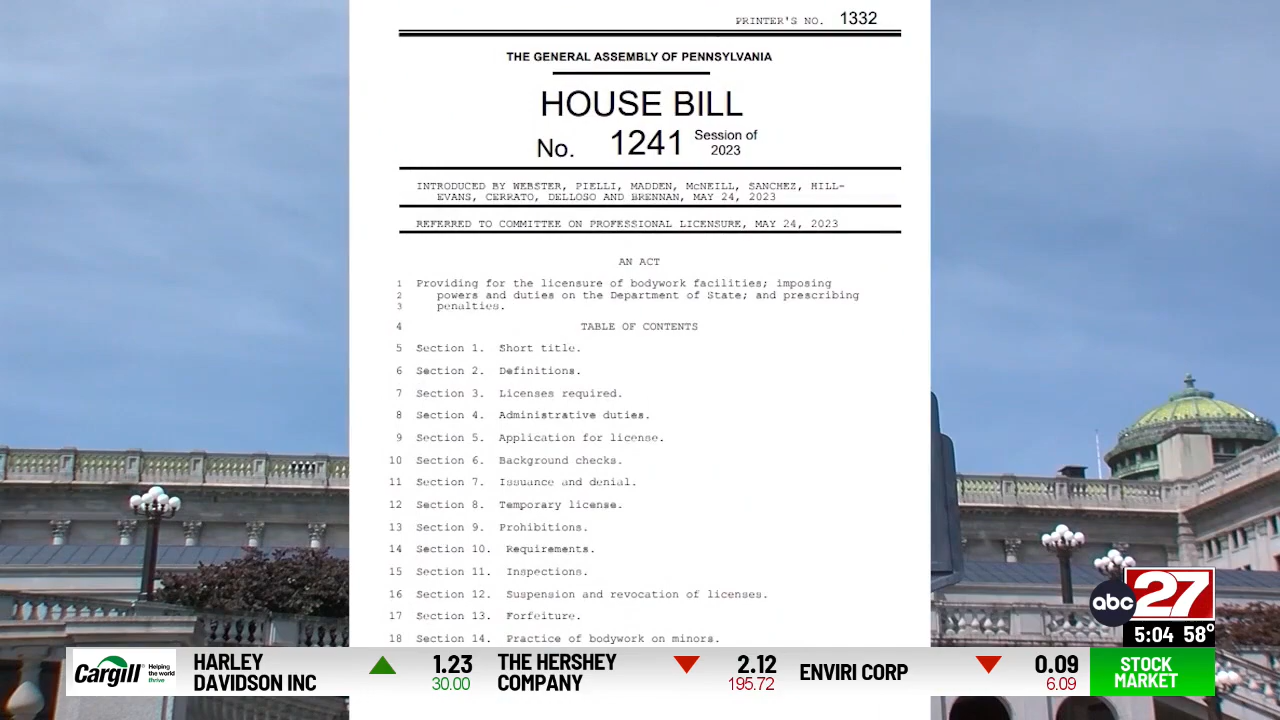 PRINTER'S NO. 1332
THE GENERAL ASSEMBLY OF PENNSYLVANIA
HOUSE BILL
No. 1241 Session of 2023
INTRODUCED BY WEBSTER, PIELLI, MADDEN, McNEILL, SANCHEZ, HILL-
EVANS, CERRATO, DELLOSO AND BRENNAN, MAY 24, 2023
REFERRED TO COMMITTEE ON PROFESSIONAL LICENSURE, MAY 24, 2023
AN ACT
1 Providing for the licensure of bodywork facilities; imposing
2 powers and duties on the Department of State; and prescribing
3 penalties.
4 TABLE OF CONTENTS
5 Section 1. Short title.
6 Section 2. Definitions.
7 Section 3. Licenses required.
8 Section 4. Administrative duties.
9 Section 5. Application for license.
10 Section 6. Background checks.
11 Section 7. Issuance and denial.
12 Section 8. Temporary license.
13 Section 9. Prohibitions.
14 Section 10. Requirements.
15 Section 11. Inspections.
16 Section 12. Suspension and revocation of licenses.
17 Section 13. Forfeiture.
18 Section 14. Practice of bodywork on minors.
abc 27
5:04 58°
Cargill Helping the world thrive
HARLEY DAVIDSON INC 1.23 30.00
THE HERSHEY COMPANY 2.12 195.72
ENVIRI CORP 0.09 6.09
STOCK MARKET